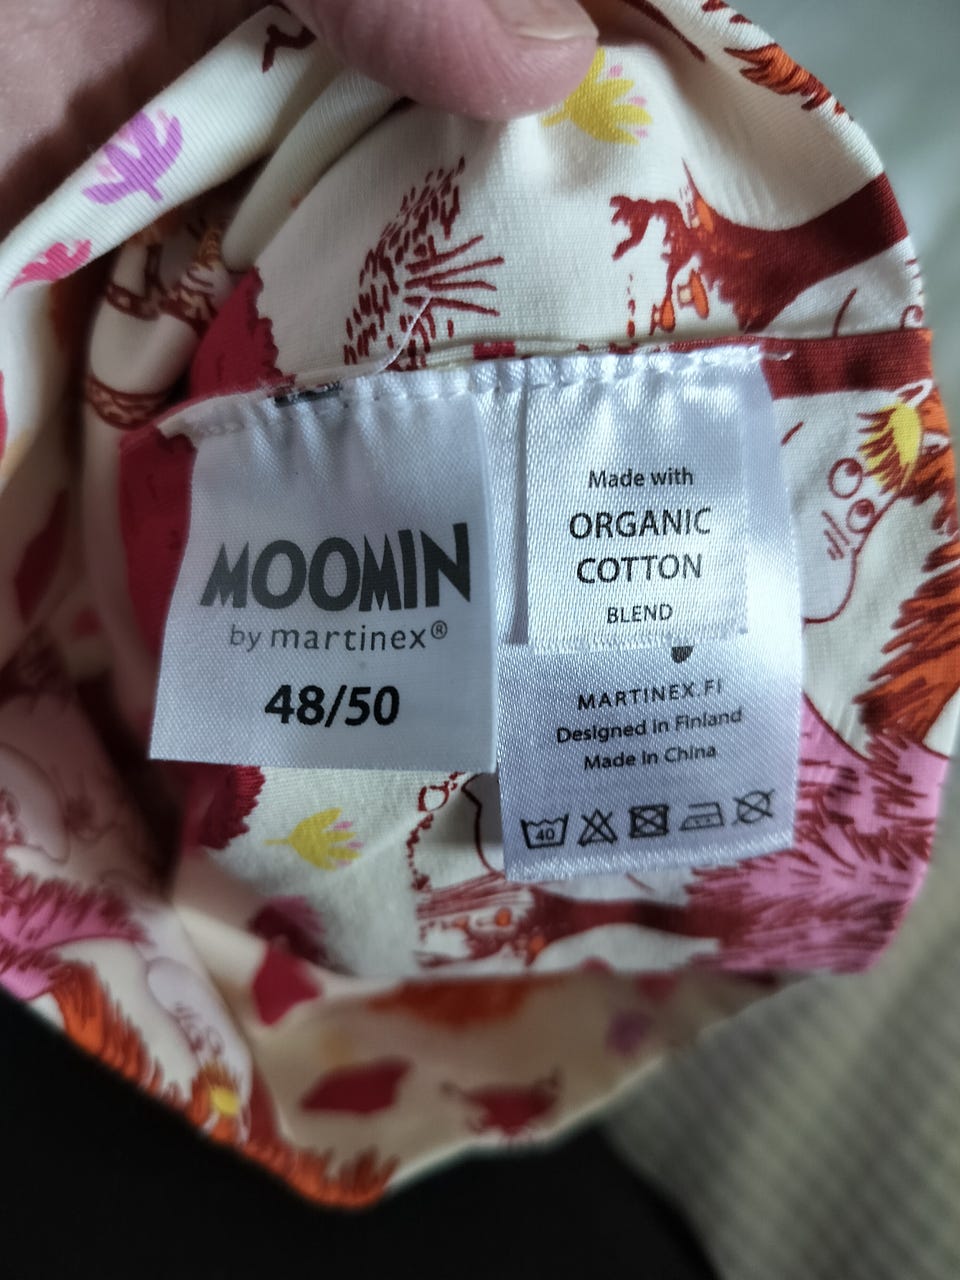 MOOMIN
by martinex®
48/50
Made with
ORGANIC
COTTON
BLEND
MARTINEX.FI
Designed in Finland
Made in China
40